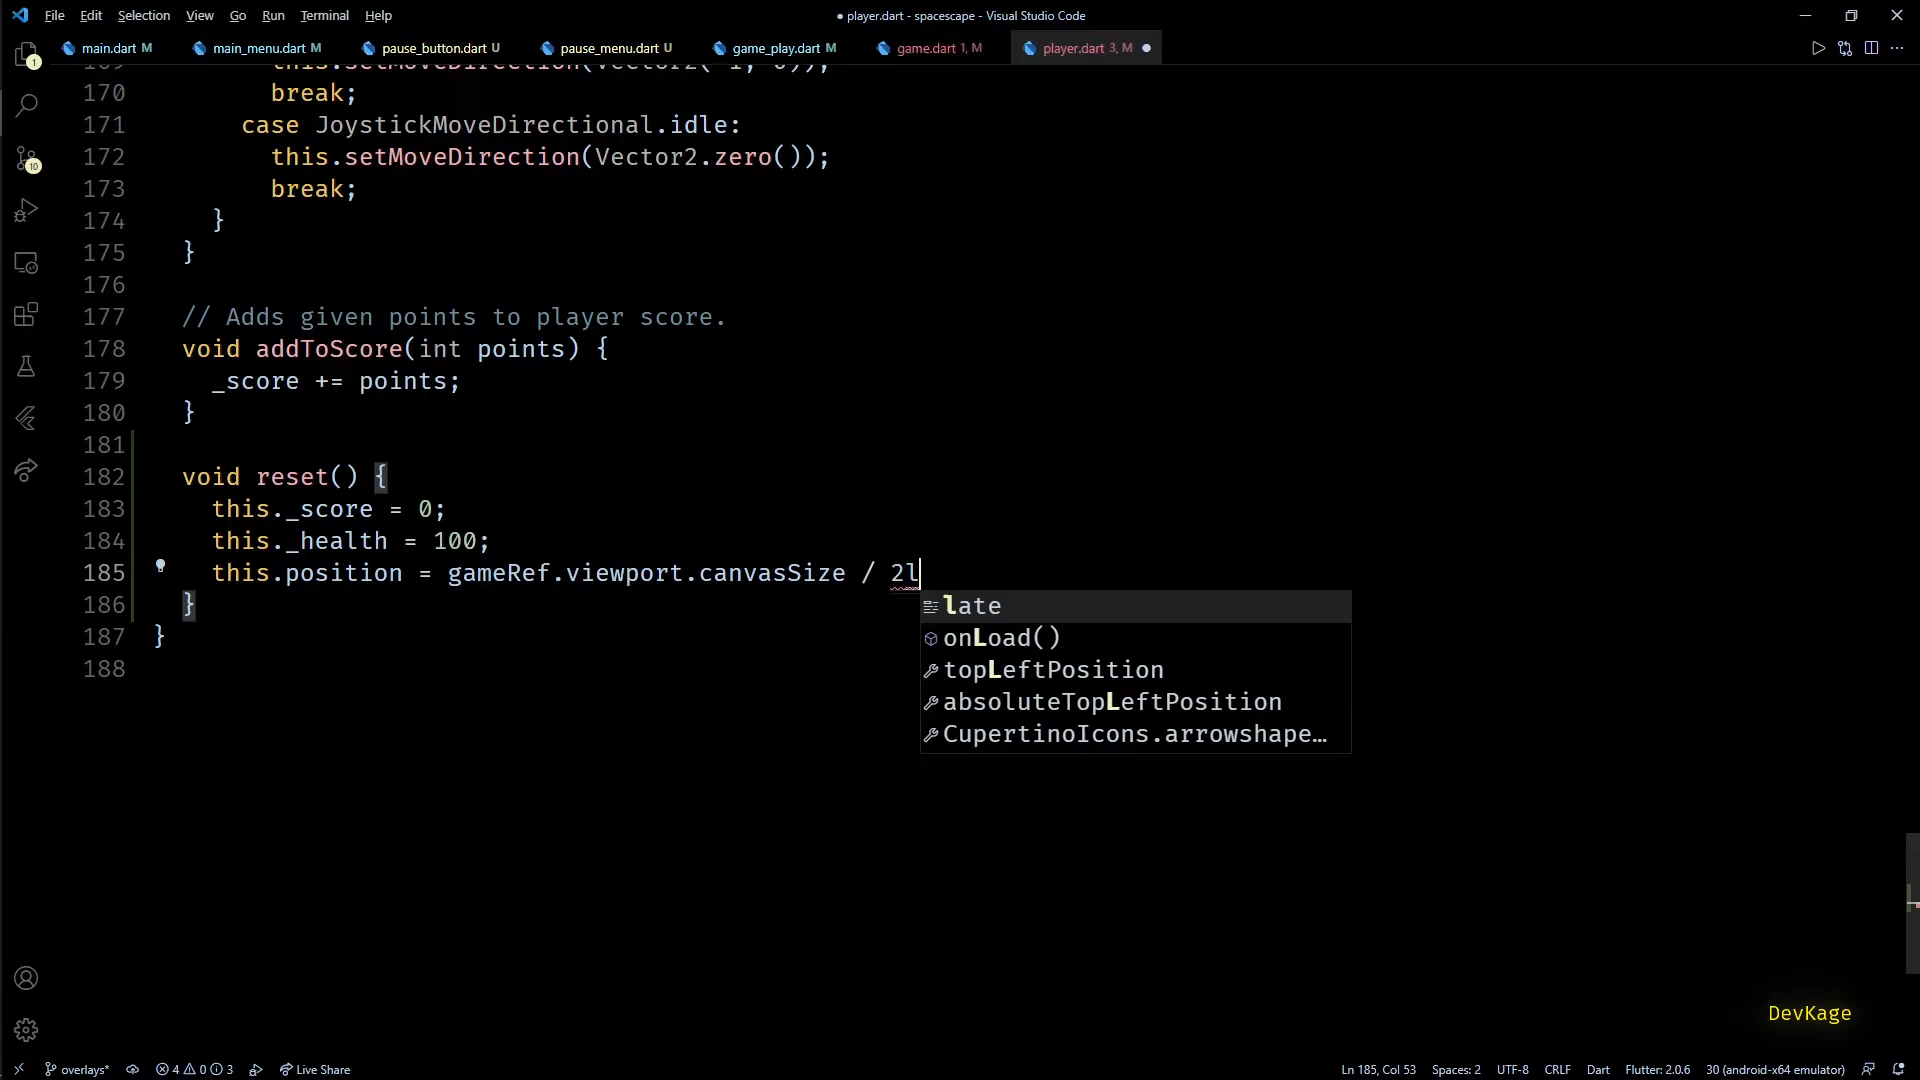 File Edit Selection View Go Run Terminal Help
● player.dart - spacescape - Visual Studio Code
main.dart M main_menu.dart M pause_button.dart U pause_menu.dart U game_play.dart M game.dart 1, M player.dart 3, M
1
10
170 break;
171 case JoystickMoveDirectional.idle:
172 this.setMoveDirection(Vector2.zero());
173 break;
174 }
175 }
176
177 // Adds given points to player score.
178 void addToScore(int points) {
179 _score += points;
180 }
181
182 void reset() {
183 this._score = 0;
184 this._health = 100;
185 this.position = gameRef.viewport.canvasSize / 2l
186 }
187 }
188
late
onLoad()
topLeftPosition
absoluteTopLeftPosition
CupertinoIcons.arrowshape…
DevKage
overlays* 4 0 3 Live Share
Ln 185, Col 53 Spaces: 2 UTF-8 CRLF Dart Flutter: 2.0.6 30 (android-x64 emulator)